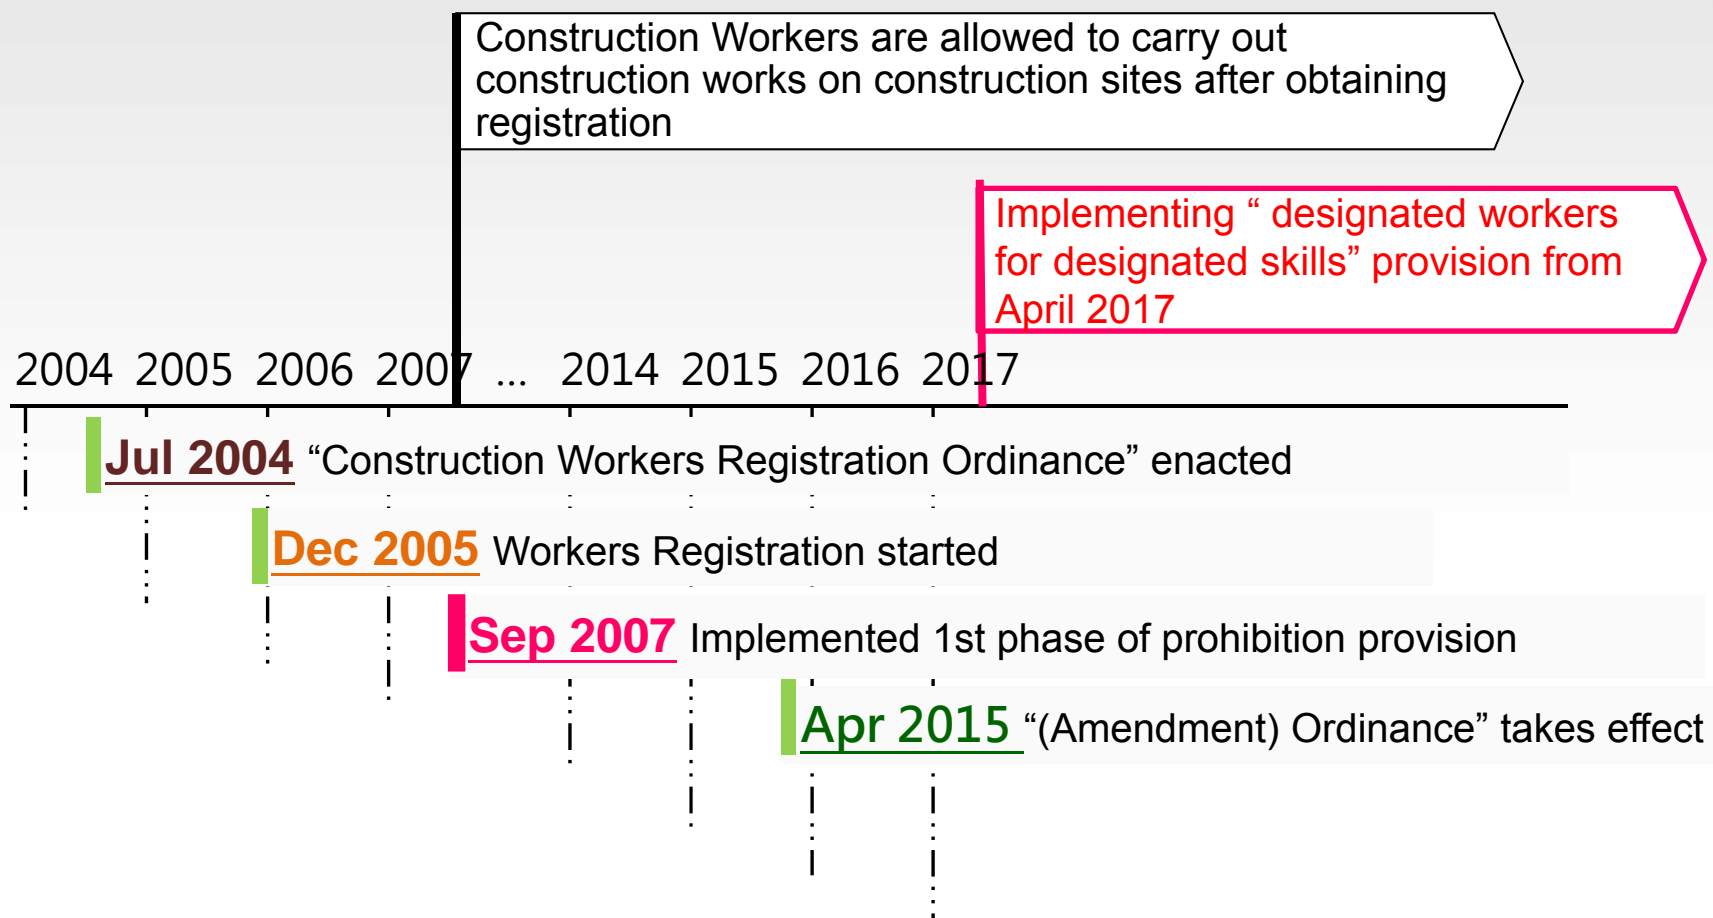 Construction Workers are allowed to carry out
construction works on construction sites after obtaining
registration
Implementing “ designated workers
for designated skills” provision from
April 2017
2004 2005 2006 2007 ... 2014 2015 2016 2017
Jul 2004 “Construction Workers Registration Ordinance” enacted
Dec 2005 Workers Registration started
Sep 2007 Implemented 1st phase of prohibition provision
Apr 2015 “(Amendment) Ordinance” takes effect